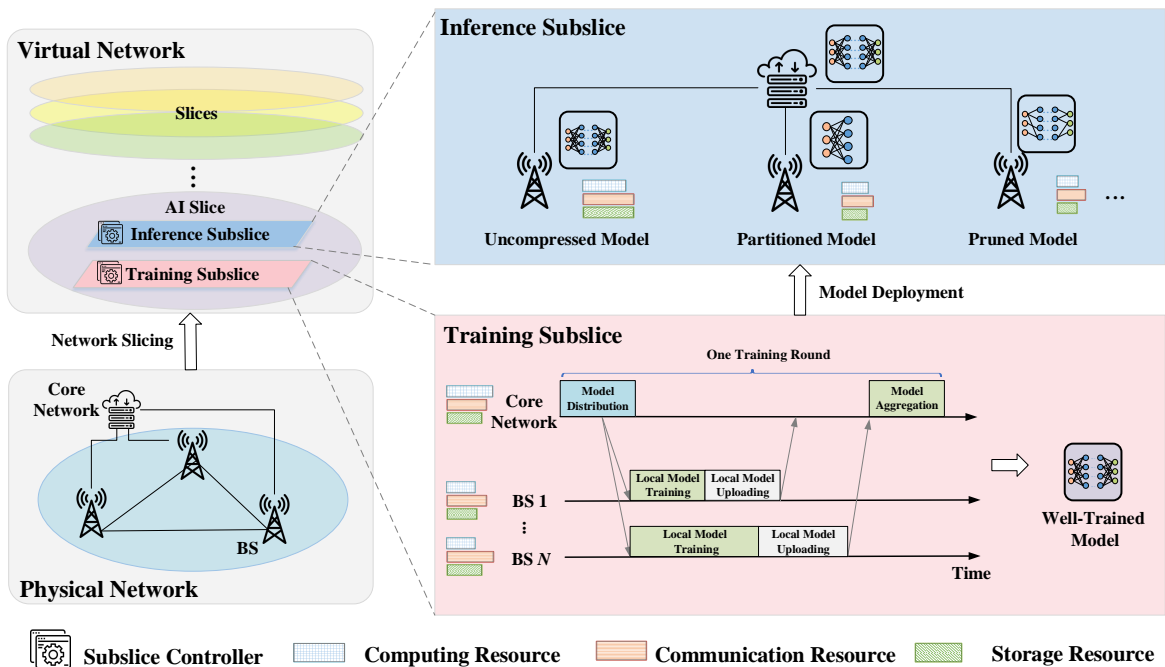 Virtual Network
Slices
AI Slice
Inference Subslice
Training Subslice
Network Slicing
Core
Network
BS
Physical Network
Inference Subslice
Uncompressed Model
Partitioned Model
Pruned Model
...
Model Deployment
Training Subslice
One Training Round
Core
Network
Model
Distribution
Model
Aggregation
BS 1
Local Model
Training
Local Model
Uploading
BS N
Local Model
Training
Local Model
Uploading
Time
Well-Trained
Model
Subslice Controller
Computing Resource
Communication Resource
Storage Resource